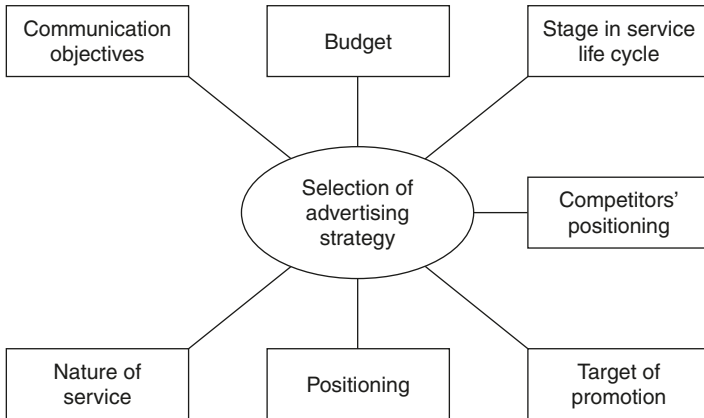 Communication
objectives
Budget
Stage in service
life cycle
Selection of
advertising
strategy
Competitors’
positioning
Nature of
service
Positioning
Target of
promotion